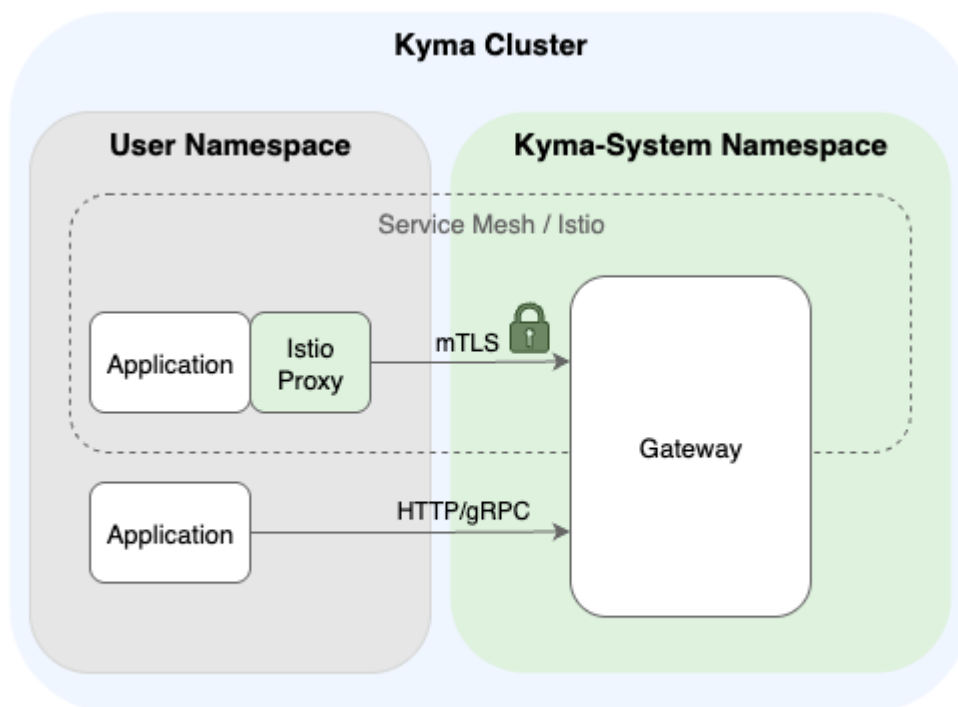 Kyma Cluster
User Namespace
Kyma-System Namespace
Service Mesh / Istio
Application
Istio
Proxy
mTLS
Gateway
Application
HTTP/gRPC